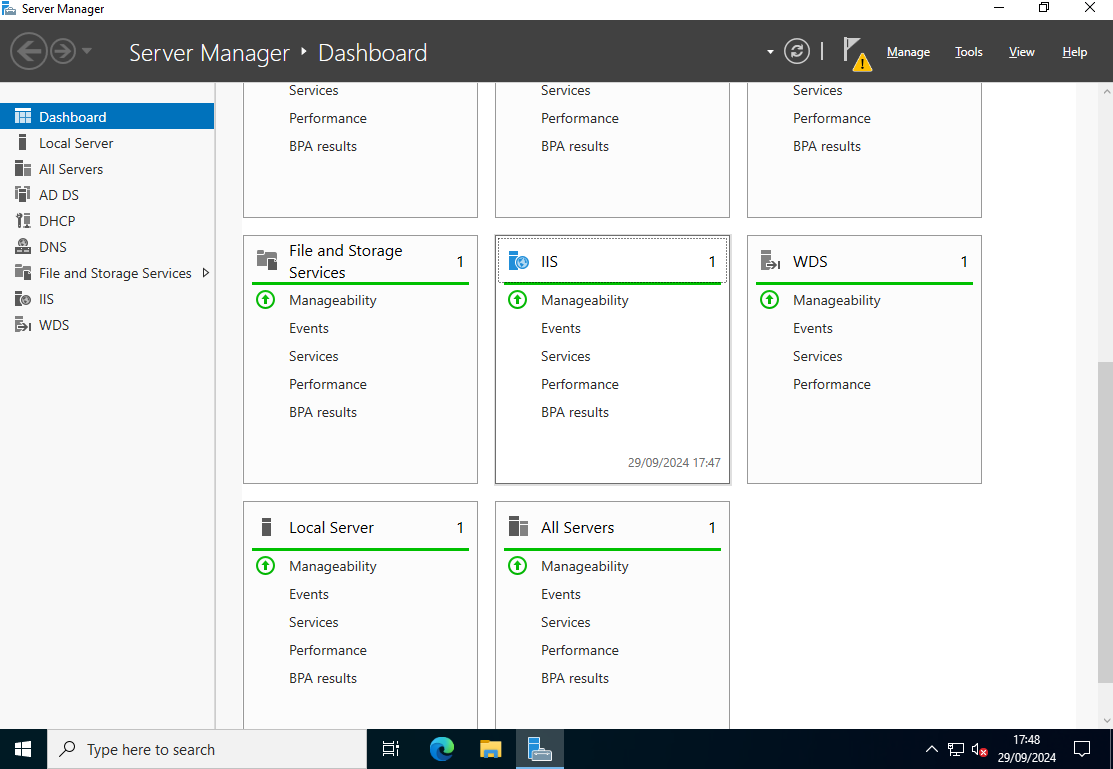 Server Manager
Server Manager ‣ Dashboard
Manage Tools View Help
Dashboard
Local Server
All Servers
AD DS
DHCP
DNS
File and Storage Services
IIS
WDS
Services
Performance
BPA results
Services
Performance
BPA results
Services
Performance
BPA results
File and Storage
Services
1
Manageability
Events
Services
Performance
BPA results
IIS 1
Manageability
Events
Services
Performance
BPA results
29/09/2024 17:47
WDS 1
Manageability
Events
Services
Performance
Local Server 1
Manageability
Events
Services
Performance
BPA results
All Servers 1
Manageability
Events
Services
Performance
BPA results
Type here to search
17:48
29/09/2024